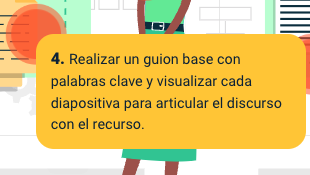 4. Realizar un guion base con
palabras clave y visualizar cada
diapositiva para articular el discurso
con el recurso.